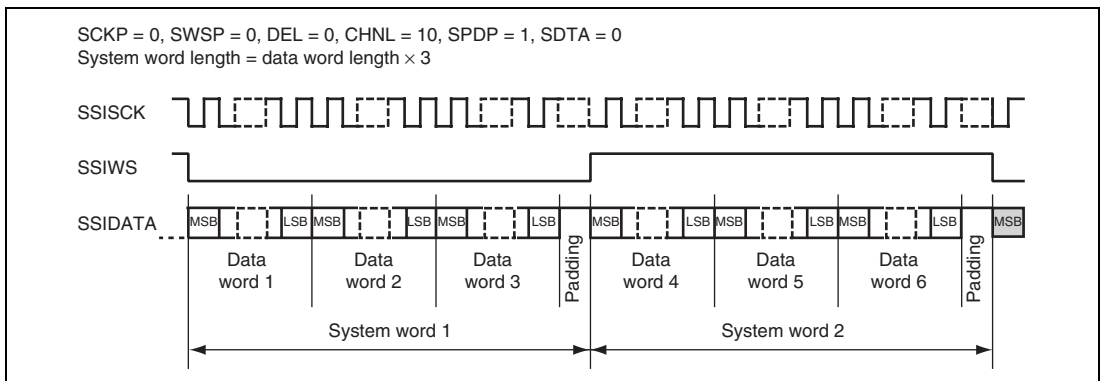 SCKP = 0, SWSP = 0, DEL = 0, CHNL = 10, SPDP = 1, SDTA = 0
System word length = data word length × 3
SSISCK
SSIWS
SSIDATA
MSB LSB MSB LSB MSB LSB MSB LSB MSB LSB MSB LSB MSB
Data word 1
Data word 2
Data word 3
Padding
Data word 4
Data word 5
Data word 6
Padding
System word 1
System word 2